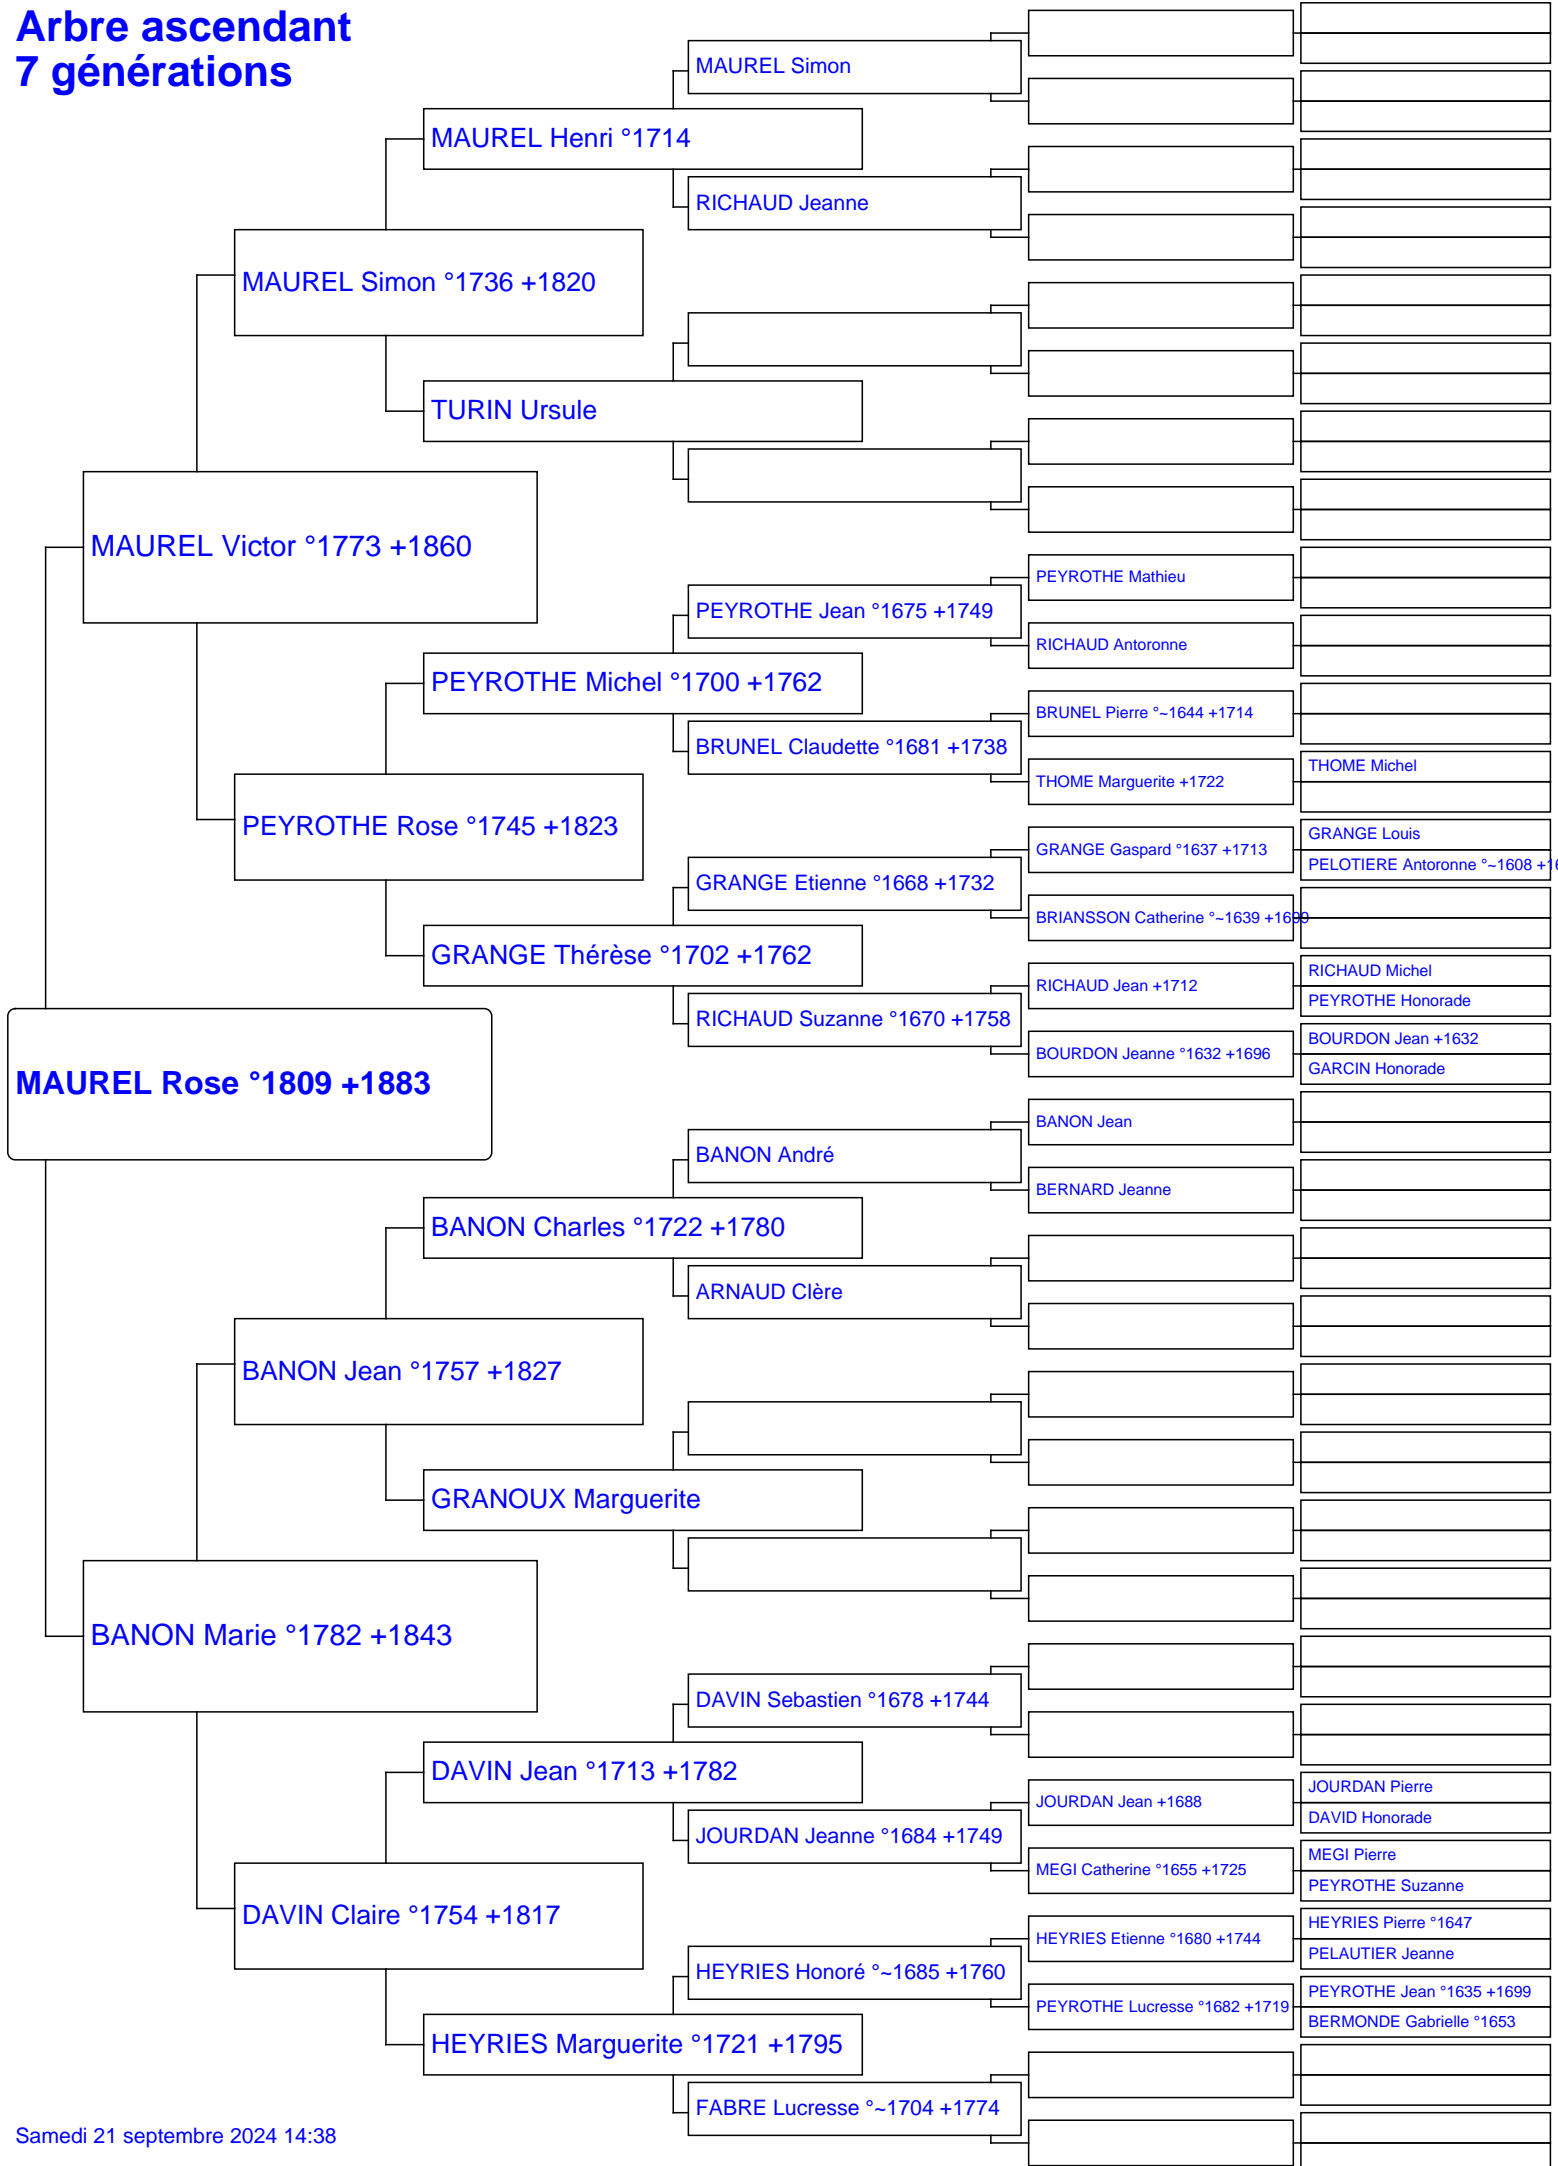 Arbre ascendant
7 générations
MAUREL Simon
MAUREL Henri °1714
RICHAUD Jeanne
MAUREL Simon °1736 +1820
TURIN Ursule
MAUREL Victor °1773 +1860
PEYROTHE Mathieu
PEYROTHE Jean °1675 +1749
RICHAUD Antoronne
PEYROTHE Michel °1700 +1762
BRUNEL Pierre °~1644 +1714
BRUNEL Claudette °1681 +1738
THOME Michel
THOME Marguerite +1722
PEYROTHE Rose °1745 +1823
GRANGE Louis
GRANGE Gaspard °1637 +1713
PELOTIERE Antoronne °~1608 +16
GRANGE Etienne °1668 +1732
BRIANSSON Catherine °~1639 +1699
GRANGE Thérèse °1702 +1762
RICHAUD Michel
RICHAUD Jean +1712
PEYROTHE Honorade
RICHAUD Suzanne °1670 +1758
BOURDON Jean +1632
BOURDON Jeanne °1632 +1696
GARCIN Honorade
MAUREL Rose °1809 +1883
BANON Jean
BANON André
BERNARD Jeanne
BANON Charles °1722 +1780
ARNAUD Clère
BANON Jean °1757 +1827
GRANOUX Marguerite
BANON Marie °1782 +1843
DAVIN Sebastien °1678 +1744
DAVIN Jean °1713 +1782
JOURDAN Pierre
JOURDAN Jean +1688
DAVID Honorade
JOURDAN Jeanne °1684 +1749
MEGI Pierre
MEGI Catherine °1655 +1725
PEYROTHE Suzanne
DAVIN Claire °1754 +1817
HEYRIES Pierre °1647
HEYRIES Etienne °1680 +1744
PELAUTIER Jeanne
HEYRIES Honoré °~1685 +1760
PEYROTHE Jean °1635 +1699
PEYROTHE Lucresse °1682 +1719
BERMONDE Gabrielle °1653
HEYRIES Marguerite °1721 +1795
FABRE Lucresse °~1704 +1774
Samedi 21 septembre 2024 14:38